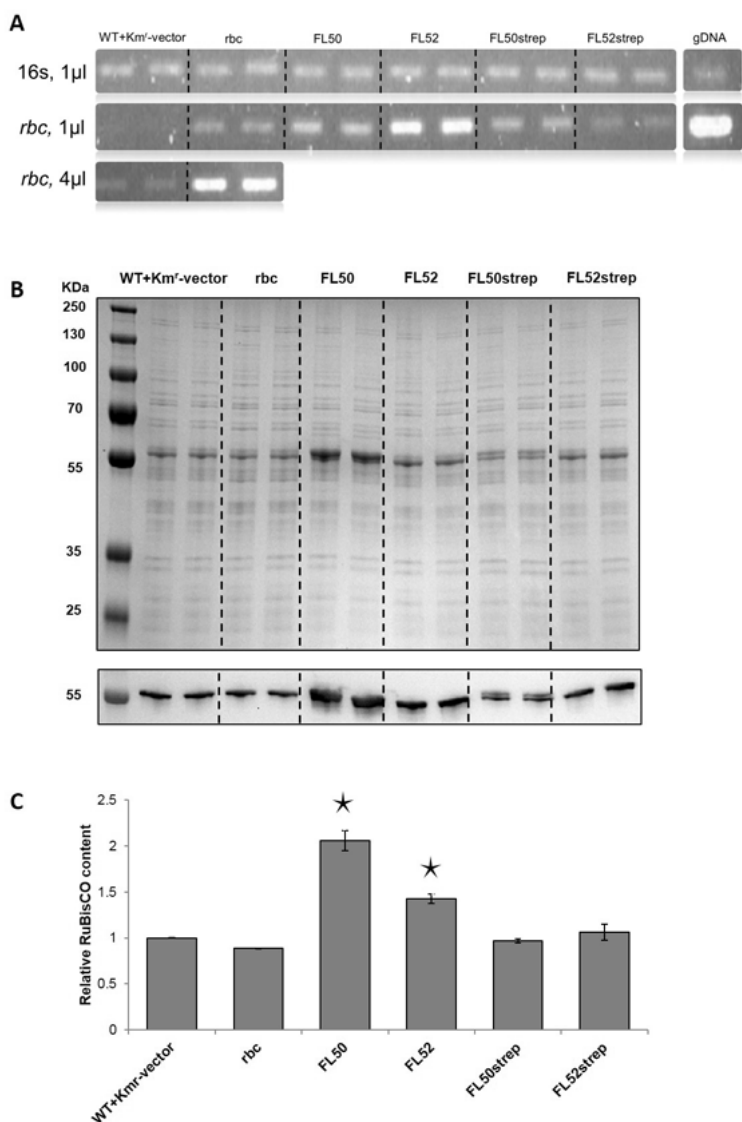 A
WT+Kmʳ-vector rbc FL50 FL52 FL50strep FL52strep gDNA
16s, 1µl
rbc, 1µl
rbc, 4µl
B
KDa WT+Kmʳ-vector rbc FL50 FL52 FL50strep FL52strep
250
130
100
70
55
35
25
55
C
Relative RuBisCO content
2.5
2
1.5
1
0.5
0
WT+Kmr-vector rbc FL50 FL52 FL50strep FL52strep